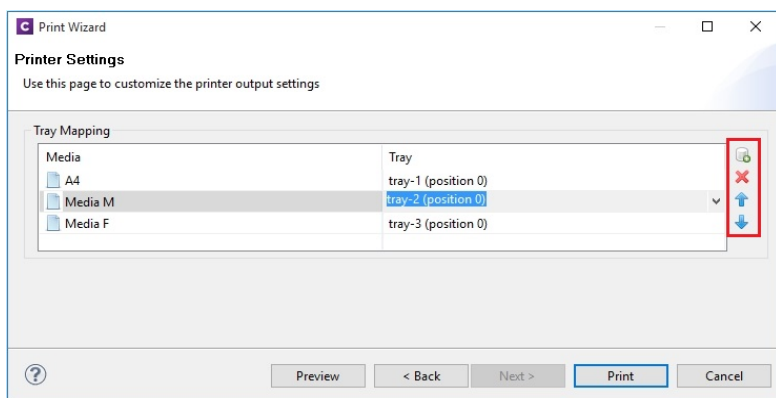 C Print Wizard
Printer Settings
Use this page to customize the printer output settings
Tray Mapping
Media Tray
A4 tray-1 (position 0)
Media M tray-2 (position 0)
Media F tray-3 (position 0)
? Preview < Back Next > Print Cancel